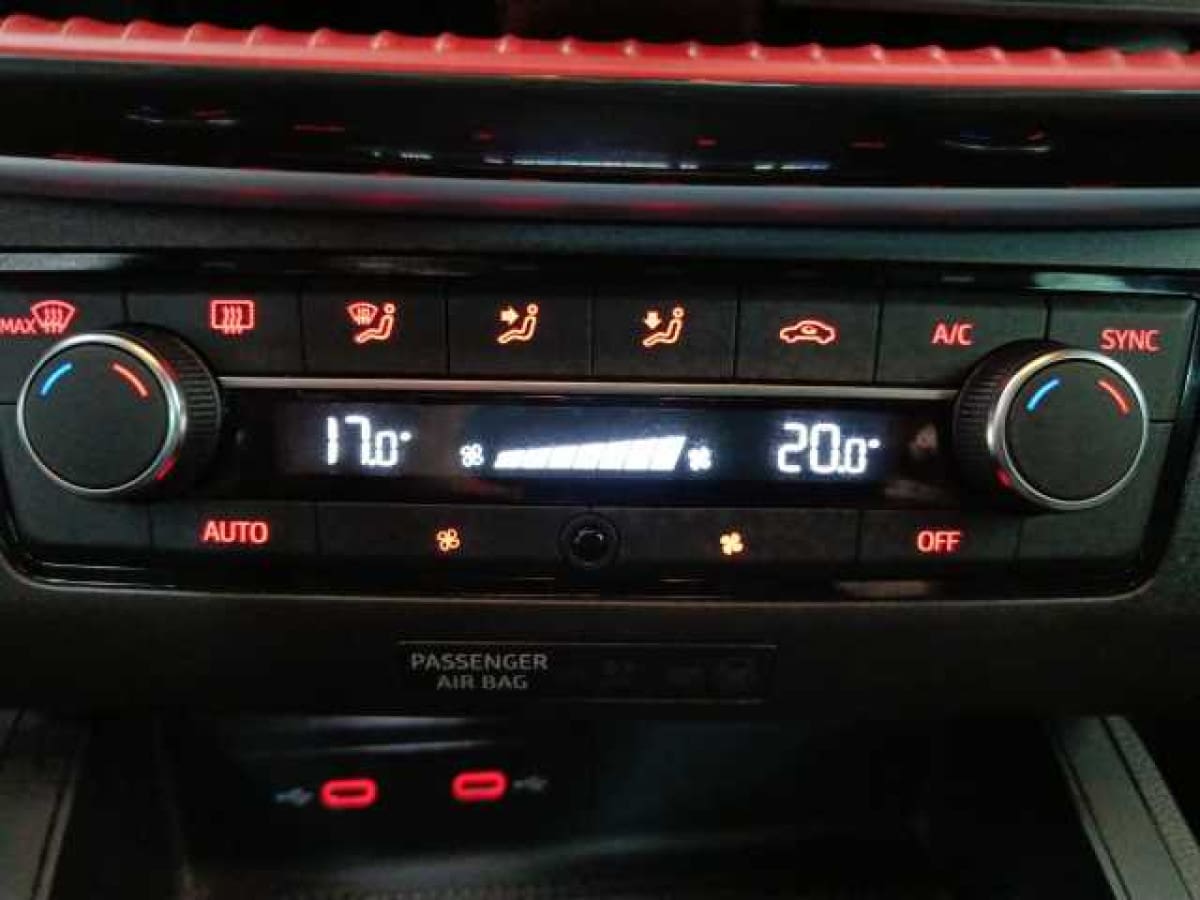 MAX
A/C
SYNC
17.0°
20.0°
AUTO
OFF
PASSENGER
AIR BAG